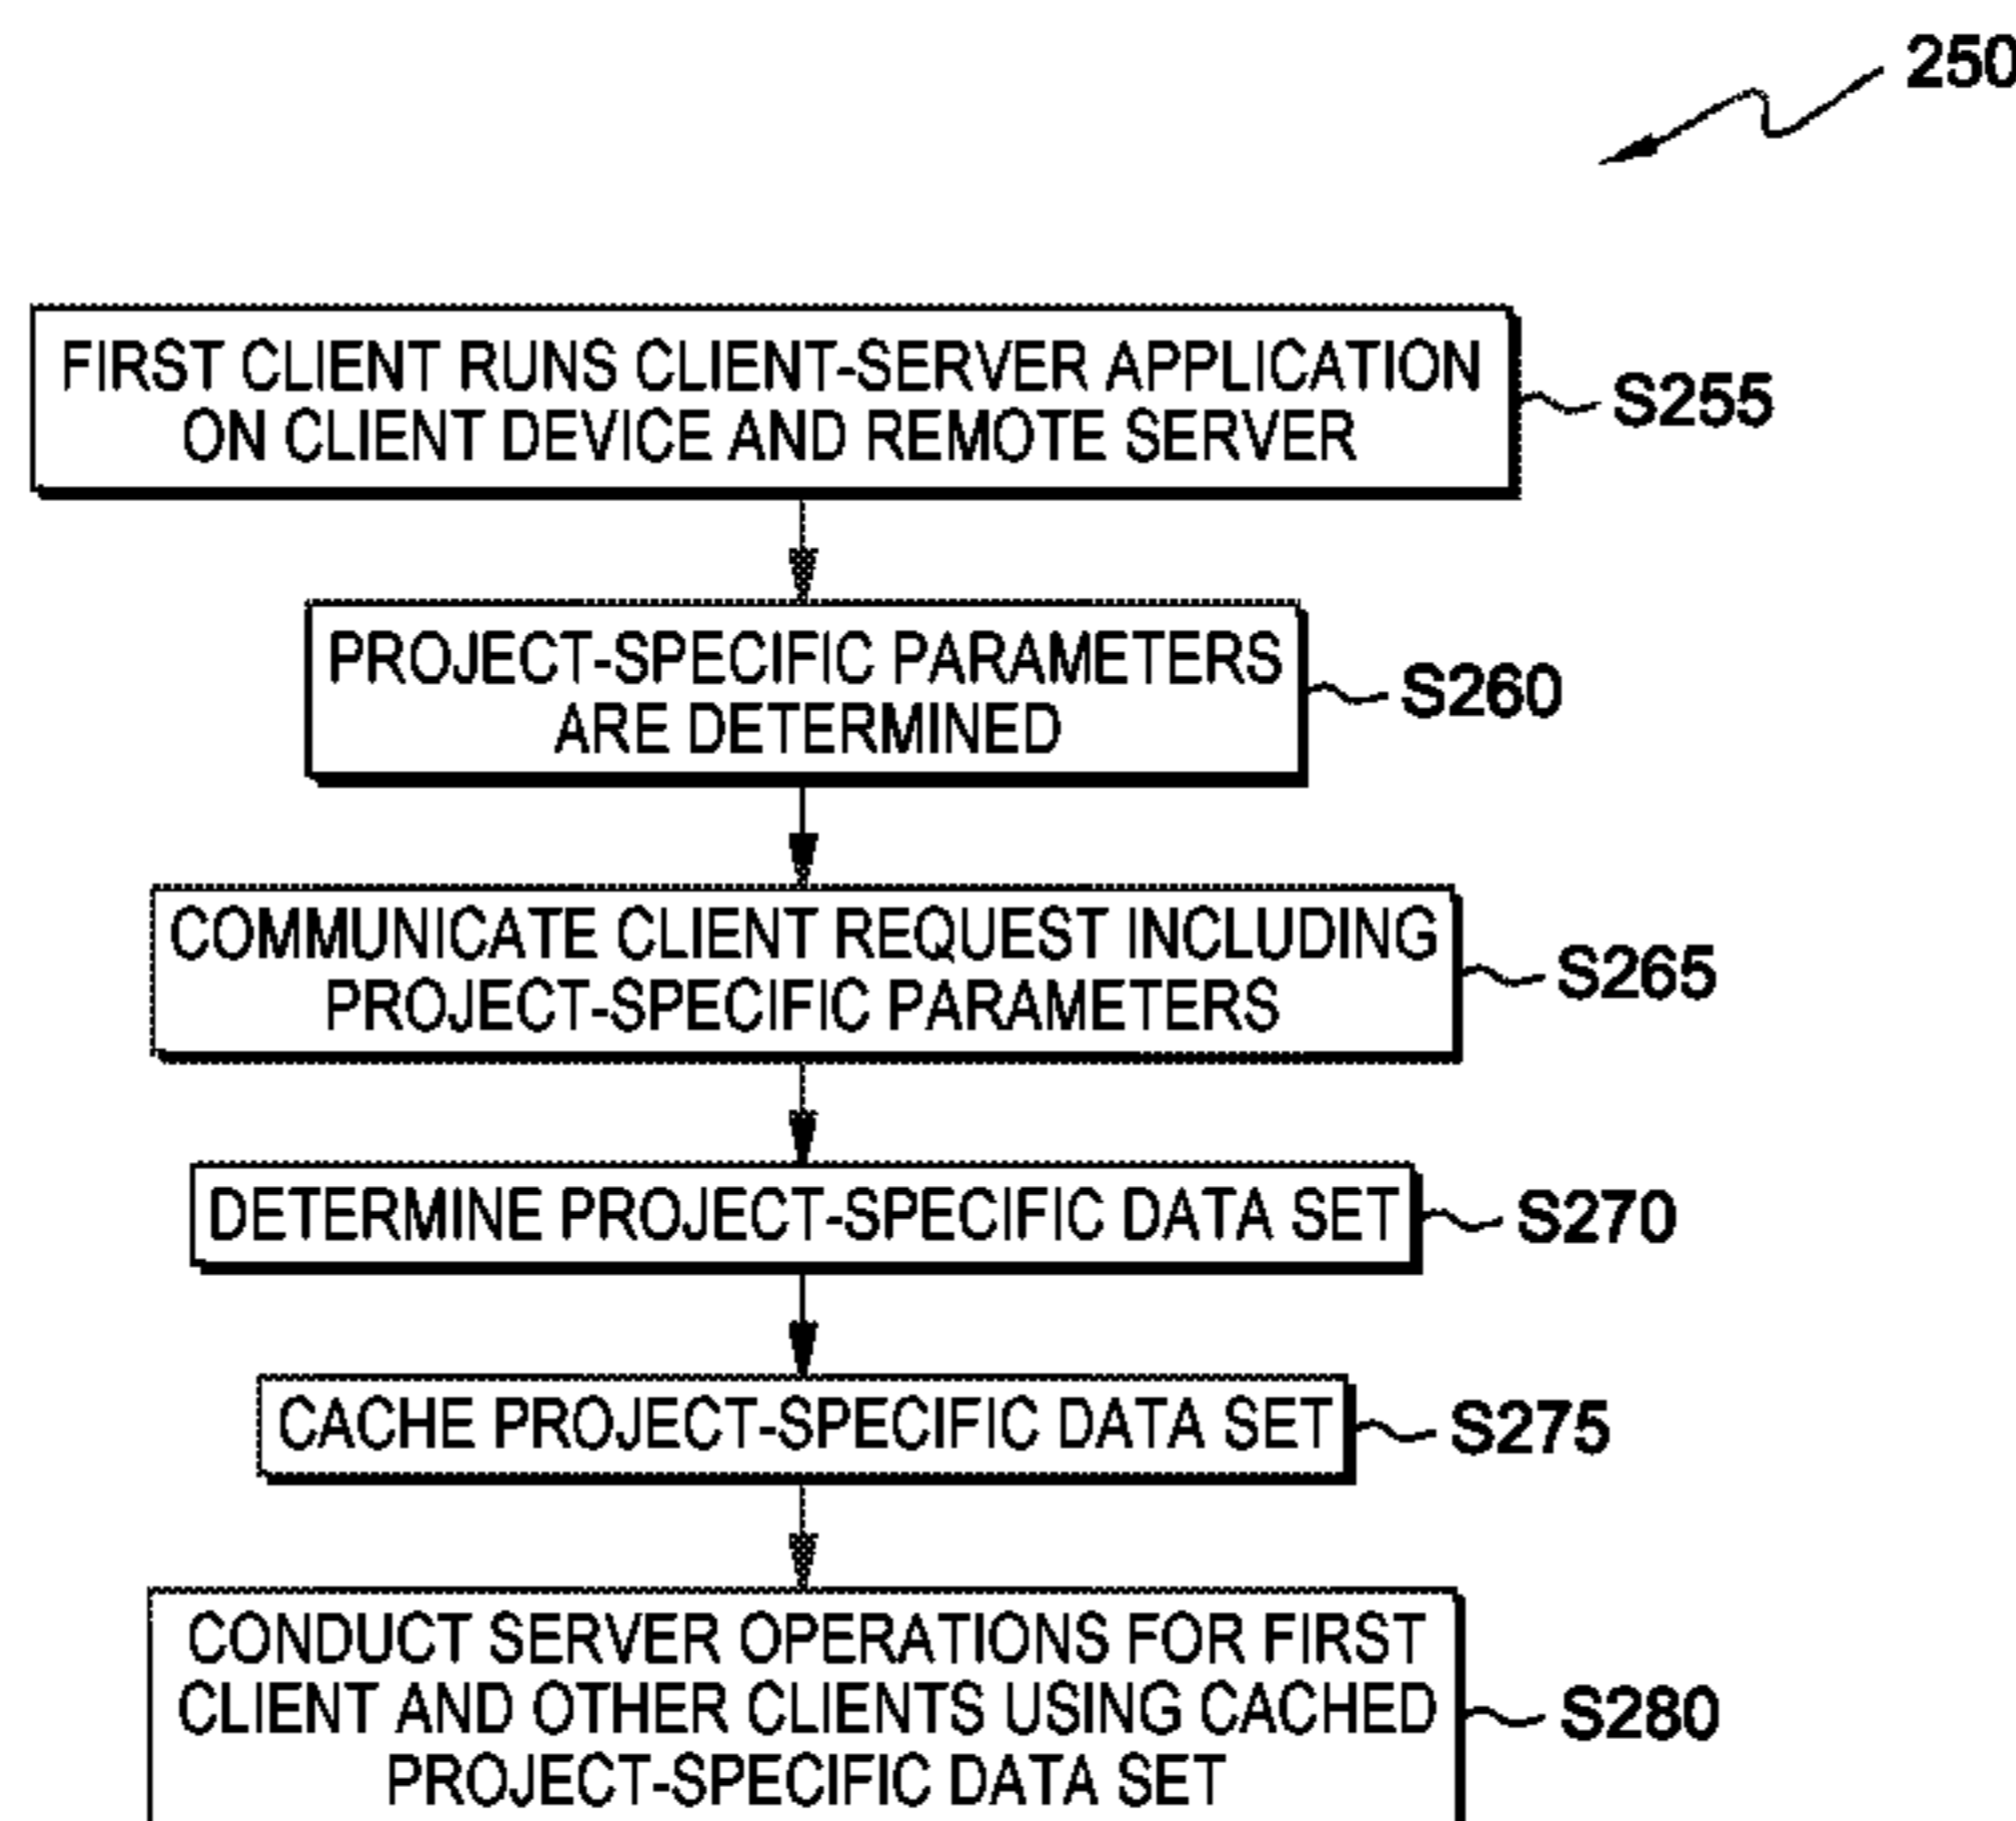 250
FIRST CLIENT RUNS CLIENT-SERVER APPLICATION
ON CLIENT DEVICE AND REMOTE SERVER
S255
PROJECT-SPECIFIC PARAMETERS
ARE DETERMINED
S260
COMMUNICATE CLIENT REQUEST INCLUDING
PROJECT-SPECIFIC PARAMETERS
S265
DETERMINE PROJECT-SPECIFIC DATA SET
S270
CACHE PROJECT-SPECIFIC DATA SET
S275
CONDUCT SERVER OPERATIONS FOR FIRST
CLIENT AND OTHER CLIENTS USING CACHED
PROJECT-SPECIFIC DATA SET
S280